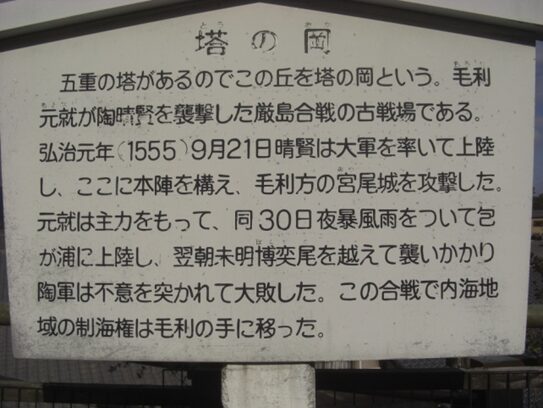 塔の岡
五重の塔があるのでこの丘を塔の岡という。毛利
元就が陶晴賢を襲撃した厳島合戦の古戦場である。
弘治元年(1555)9月21日晴賢は大軍を率いて上陸
し、ここに本陣を構え、毛利方の宮尾城を攻撃した。
元就は主力をもって、同30日夜暴風雨をついて包
が浦に上陸し、翌朝未明博奕尾を越えて襲いかかり
陶軍は不意を突かれて大敗した。この合戦で内海地
域の制海権は毛利の手に移った。